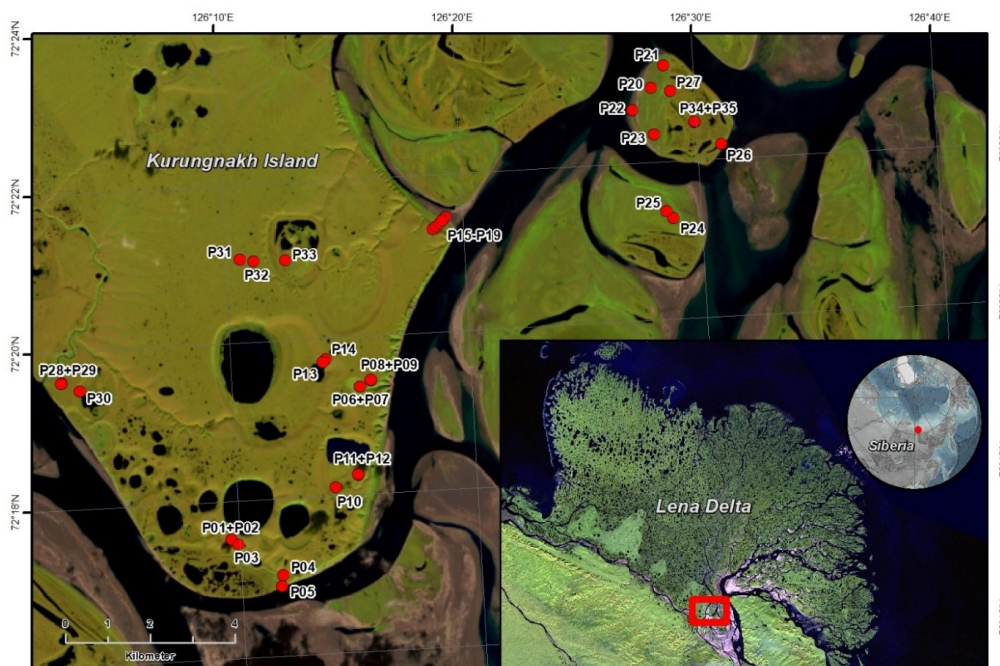 126°10'E
126°20'E
126°30'E
126°40'E
72°24'N
72°22'N
72°20'N
72°18'N
P21
P20
P27
P22
P34+P35
P23
P26
Kurungnakh Island
P25
P24
P15-P19
P31
P33
P32
P14
P28+P29
P13
P08+P09
P30
P06+P07
P11+P12
P10
P01+P02
P03
P04
P05
Siberia
Lena Delta
0 1 2 4
Kilometer